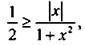 1/2 ≥ |x|/(1 + x²),